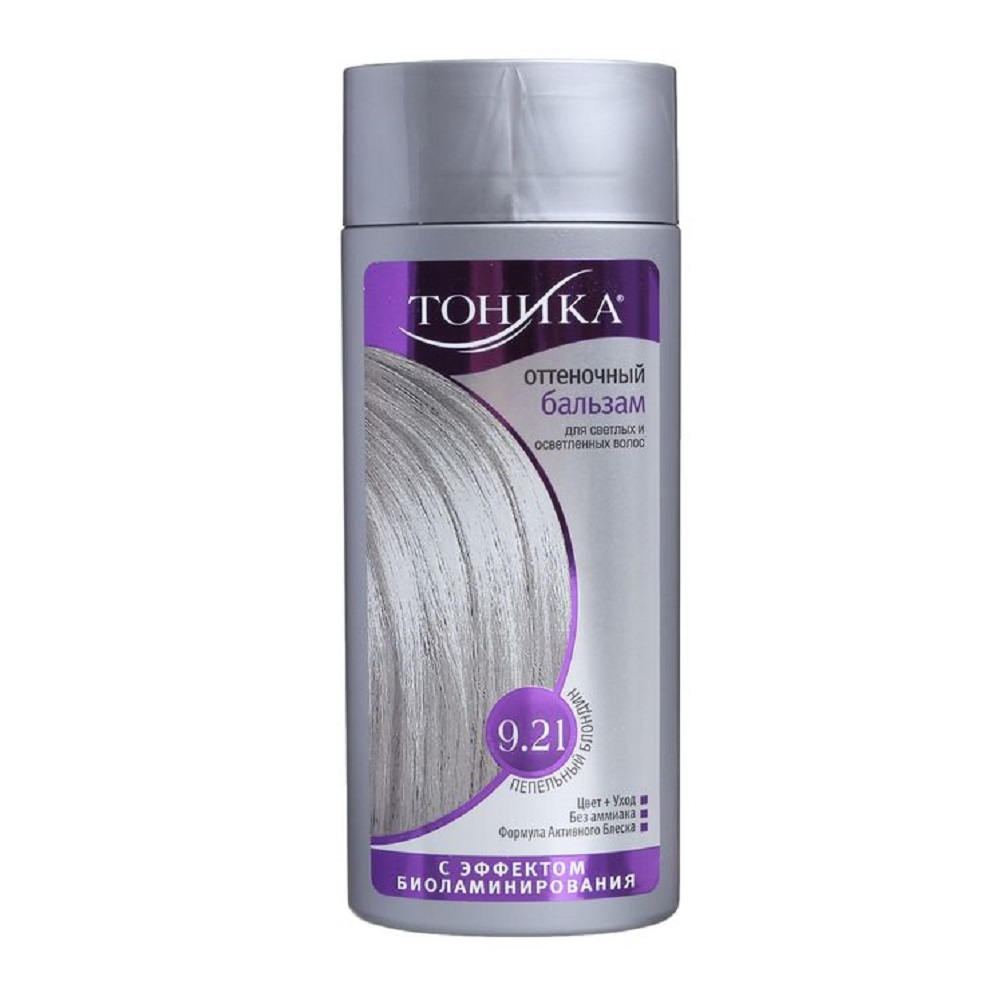 ТОНИКА®
оттеночный
бальзам
для светлых и
осветленных волос
9.21
ПЕПЕЛЬНЫЙ БЛОНДИН
Цвет + Уход
Без аммиака
Формула Активного Блеска
С ЭФФЕКТОМ
БИОЛАМИНИРОВАНИЯ